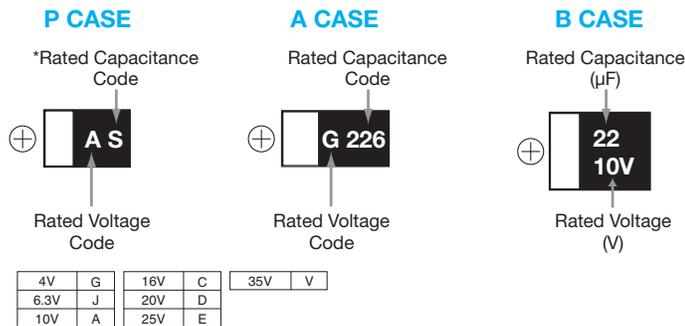 P CASE
*Rated Capacitance
Code
A S
Rated Voltage
Code
A CASE
Rated Capacitance
Code
G 226
Rated Voltage
Code
B CASE
Rated Capacitance
(µF)
22
10V
Rated Voltage
(V)
4V G 16V C 35V V
6.3V J 20V D
10V A 25V E